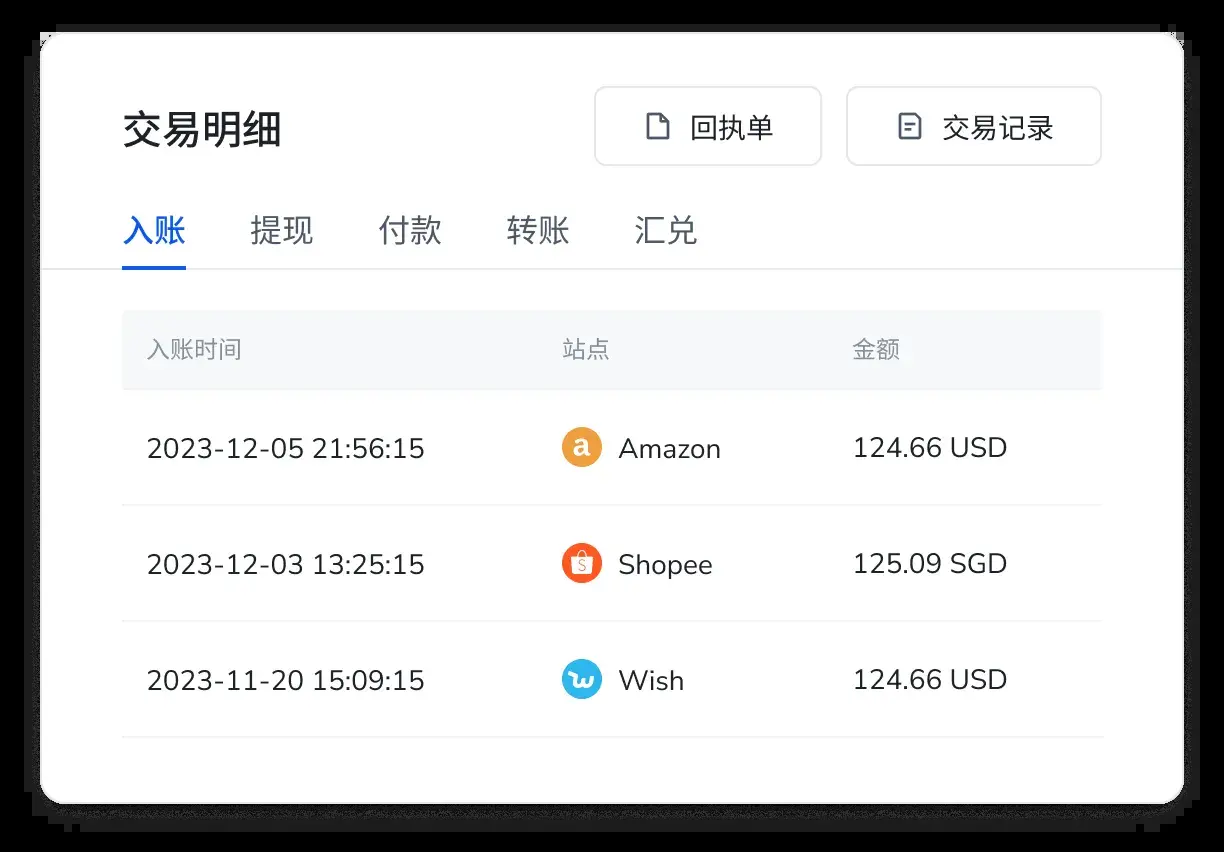 交易明细 回执单 交易记录
入账 提现 付款 转账 汇兑
入账时间 站点 金额
2023-12-05 21:56:15 a Amazon 124.66 USD
2023-12-03 13:25:15 S Shopee 125.09 SGD
2023-11-20 15:09:15 w Wish 124.66 USD